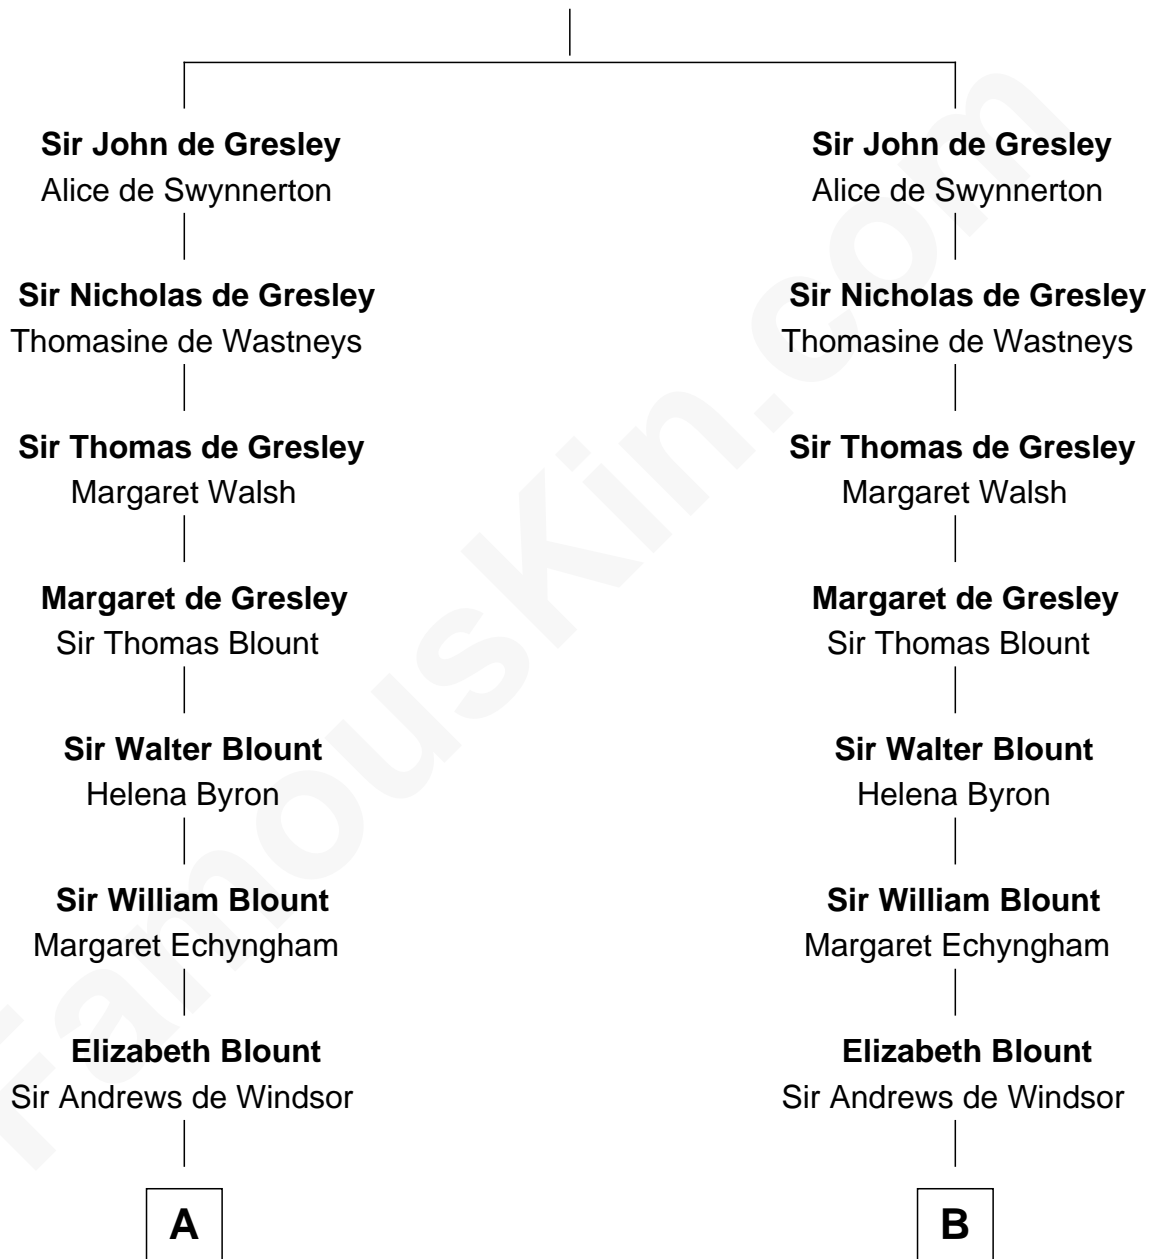 Sir John de Gresley
Alice de Swynnerton
Sir Nicholas de Gresley
Thomasine de Wastneys
Sir Thomas de Gresley
Margaret Walsh
Margaret de Gresley
Sir Thomas Blount
Sir Walter Blount
Helena Byron
Sir William Blount
Margaret Echyngham
Elizabeth Blount
Sir Andrews de Windsor
A
Sir John de Gresley
Alice de Swynnerton
Sir Nicholas de Gresley
Thomasine de Wastneys
Sir Thomas de Gresley
Margaret Walsh
Margaret de Gresley
Sir Thomas Blount
Sir Walter Blount
Helena Byron
Sir William Blount
Margaret Echyngham
Elizabeth Blount
Sir Andrews de Windsor
B
FamousKin.com